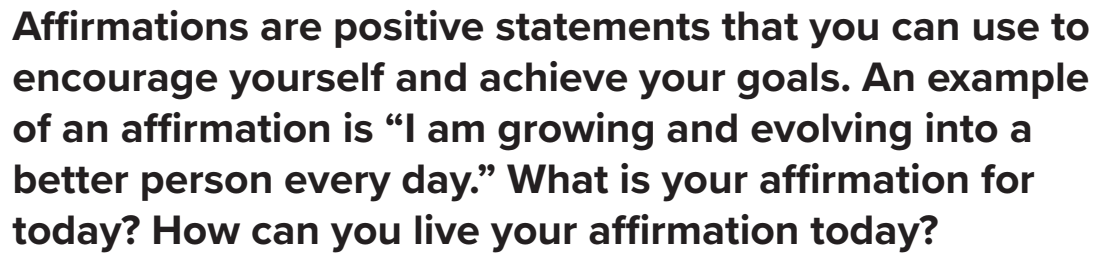 Affirmations are positive statements that you can use to
encourage yourself and achieve your goals. An example
of an affirmation is “I am growing and evolving into a
better person every day.” What is your affirmation for
today? How can you live your affirmation today?